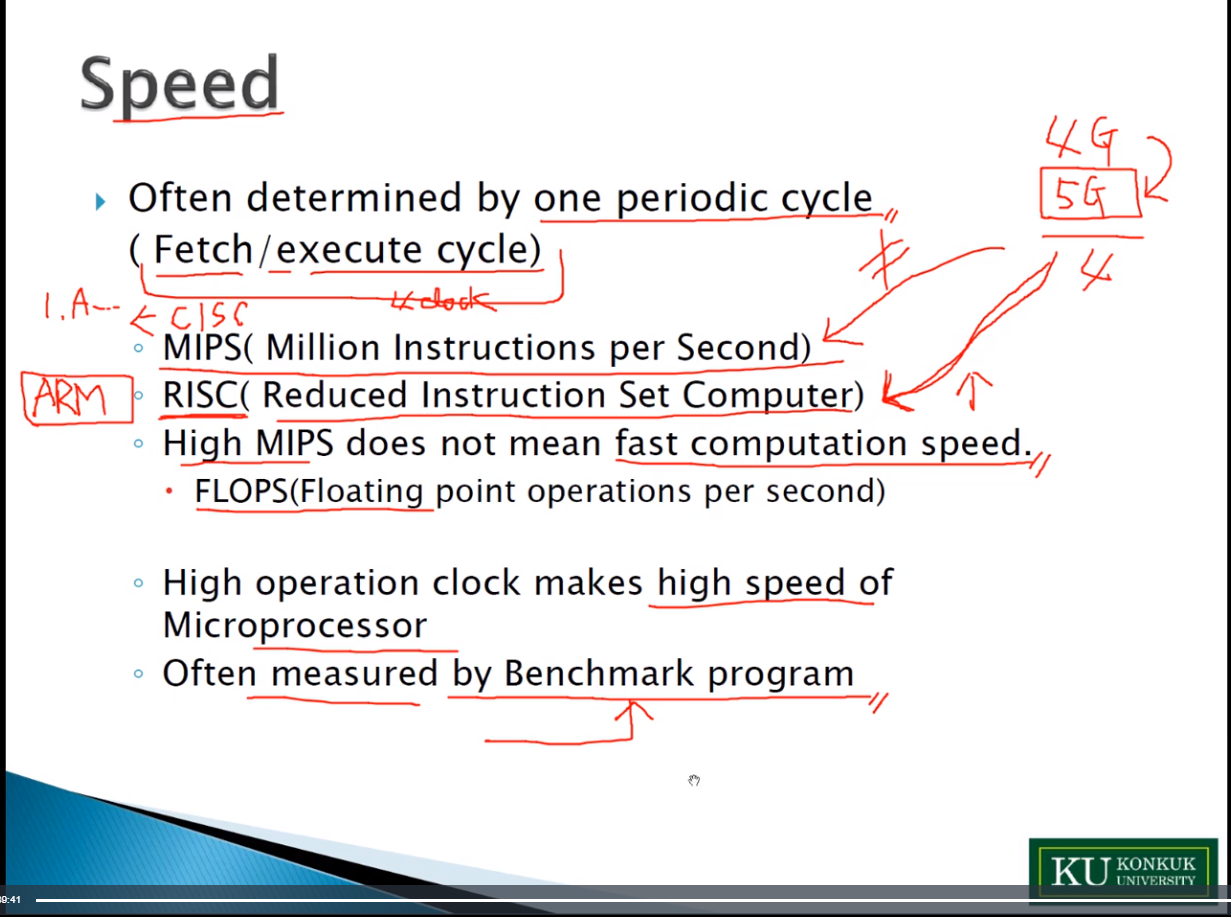 Speed
4G
5G
4
Often determined by one periodic cycle
( Fetch/execute cycle)
4 clock
1.A--- ← CISC
MIPS( Million Instructions per Second)
ARM
RISC( Reduced Instruction Set Computer)
High MIPS does not mean fast computation speed.
FLOPS(Floating point operations per second)
High operation clock makes high speed of
Microprocessor
Often measured by Benchmark program
KU KONKUK
UNIVERSITY
39:41